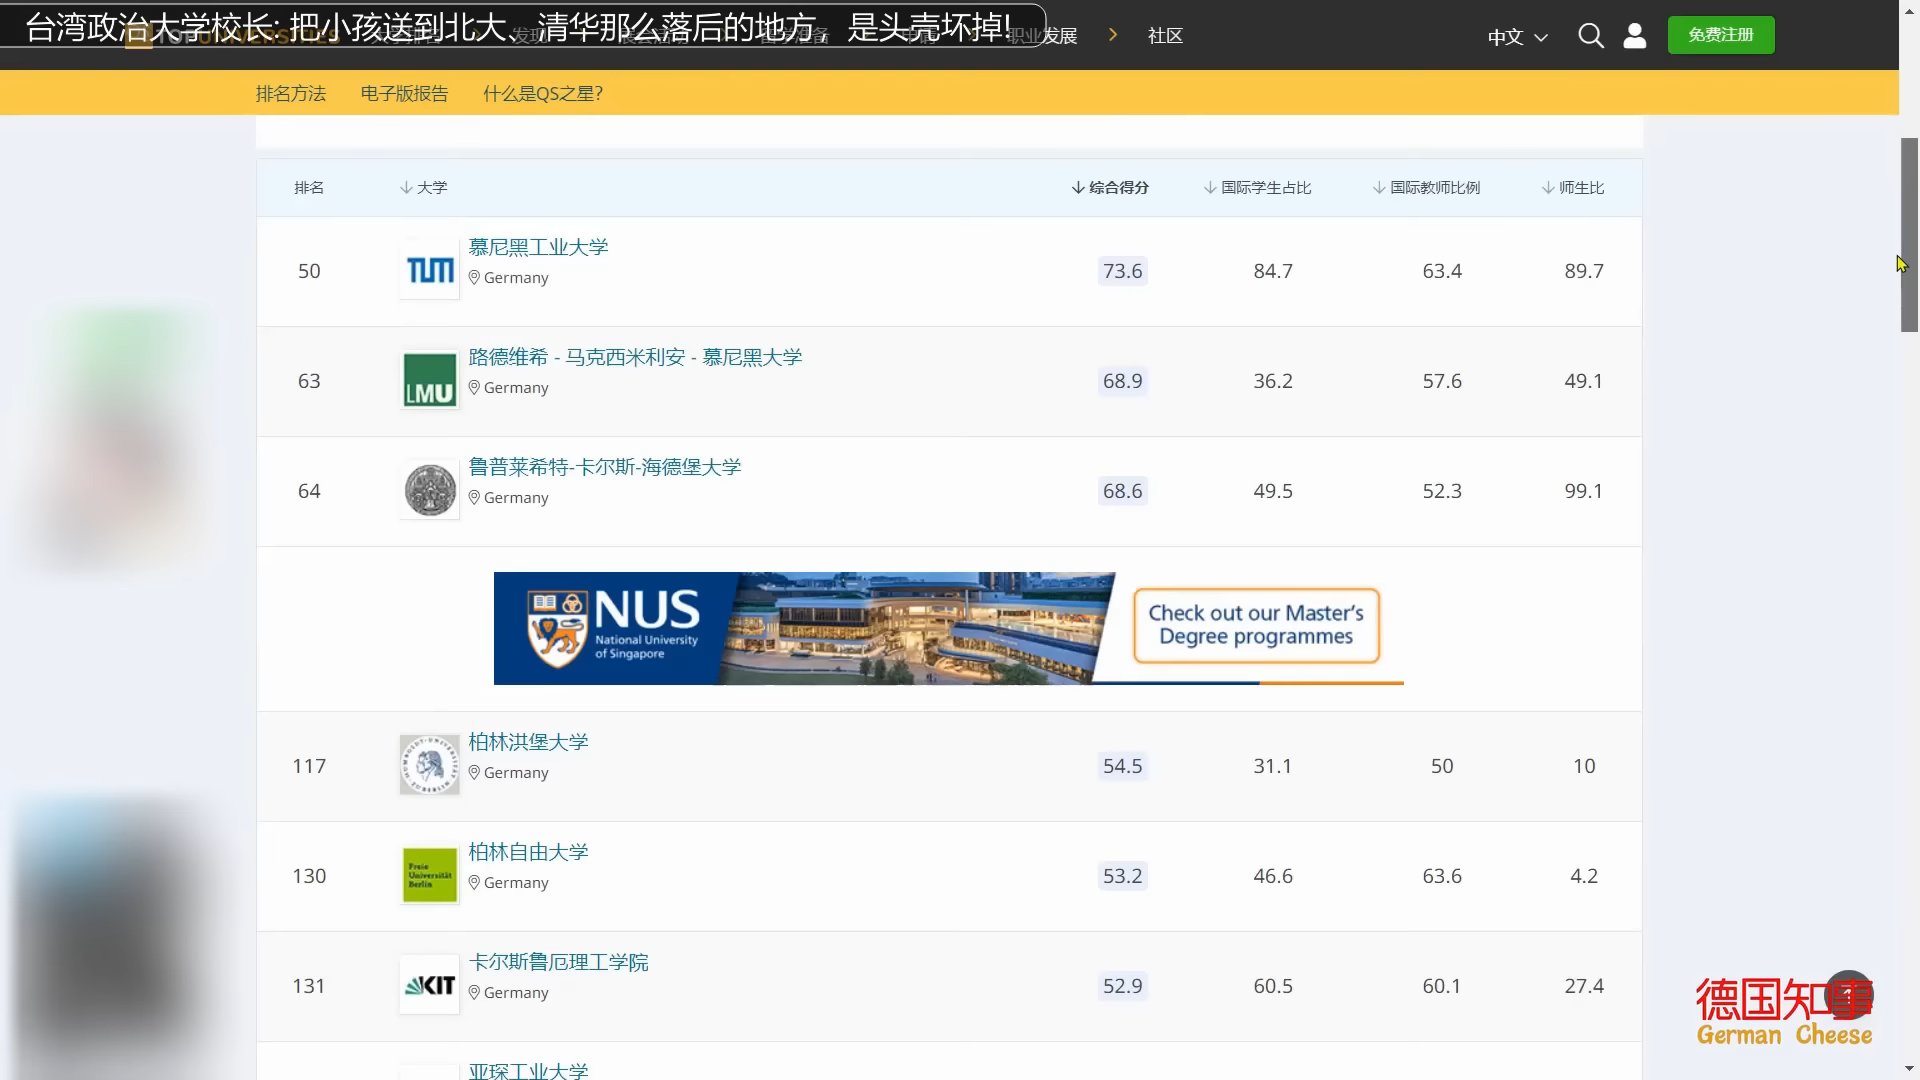 台湾政治大学校长: 把小孩送到北大、清华那么落后的地方, 是头壳坏掉!
职业发展
社区
中文
免费注册
排名方法
电子版报告
什么是QS之星?
排名
大学
综合得分
国际学生占比
国际教师比例
师生比
50
TUM
慕尼黑工业大学
Germany
73.6
84.7
63.4
89.7
63
LMU
路德维希 - 马克西米利安 - 慕尼黑大学
Germany
68.9
36.2
57.6
49.1
64
鲁普莱希特-卡尔斯-海德堡大学
Germany
68.6
49.5
52.3
99.1
NUS
National University
of Singapore
Check out our Master's
Degree programmes
117
柏林洪堡大学
Germany
54.5
31.1
50
10
130
Freie
Universität
Berlin
柏林自由大学
Germany
53.2
46.6
63.6
4.2
131
KIT
卡尔斯鲁厄理工学院
Germany
52.9
60.5
60.1
27.4
亚琛工业大学
德国知事
German Cheese